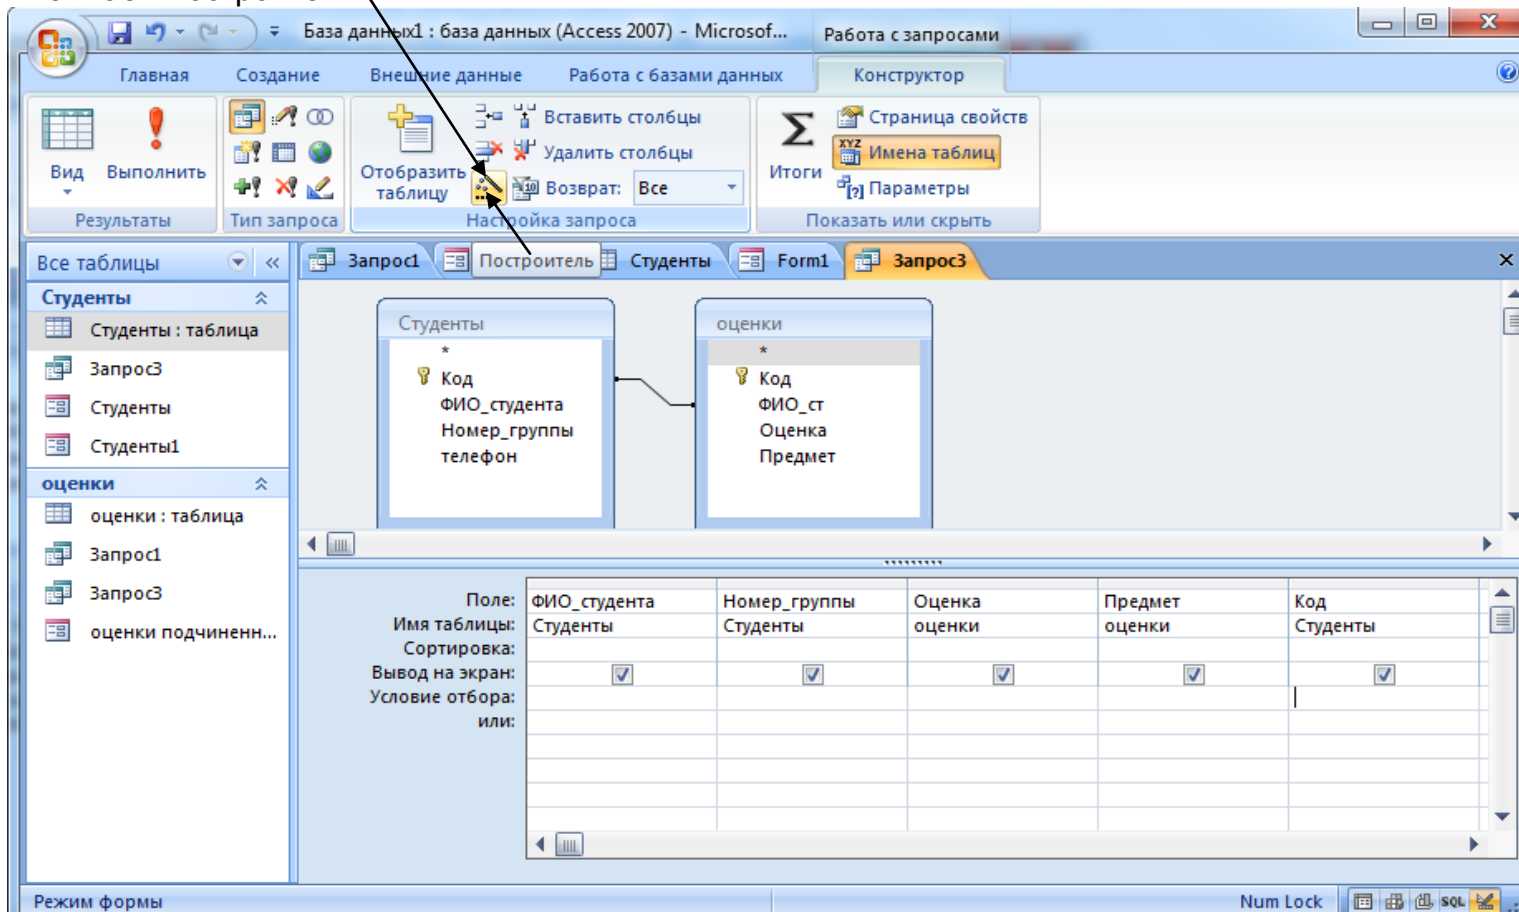 База данных1 : база данных (Access 2007) - Microsof...
Работа с запросами
Главная
Создание
Внешние данные
Работа с базами данных
Конструктор
Вид
Выполнить
Результаты
Тип запроса
Отобразить таблицу
Вставить столбцы
Удалить столбцы
Возврат: Все
Настройка запроса
Итоги
Страница свойств
Имена таблиц
Параметры
Показать или скрыть
Все таблицы
Запрос1
Построитель
Студенты
Form1
Запрос3
Студенты
Студенты : таблица
Запрос3
Студенты
Студенты1
оценки
оценки : таблица
Запрос1
Запрос3
оценки подчиненн...
Студенты
*
Код
ФИО_студента
Номер_группы
телефон
оценки
*
Код
ФИО_ст
Оценка
Предмет
Поле: ФИО_студента Номер_группы Оценка Предмет Код
Имя таблицы: Студенты Студенты оценки оценки Студенты
Сортировка:
Вывод на экран:
Условие отбора:
или:
Режим формы
Num Lock
SQL